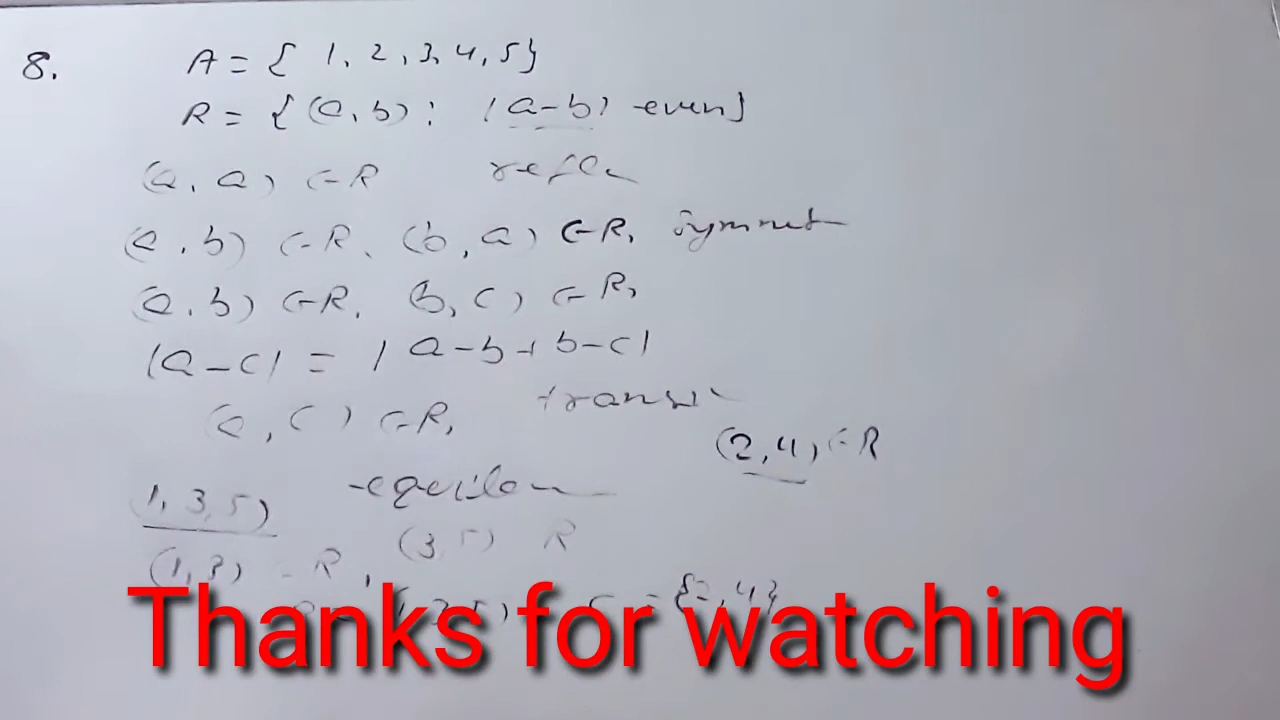 8. A = { 1, 2, 3, 4, 5}
R = {(a, b) : |a - b| even}
(a, a) ∈ R refle
(a, b) ∈ R, (b, a) ∈ R, symmet
(a, b) ∈ R, (b, c) ∈ R,
|a - c| = | a - b + b - c|
(a, c) ∈ R, transi
(2, 4) ∈ R
1, 3, 5)
(3, 5) R
(1, 3) - R,
= {2, 4}
Thanks for watching